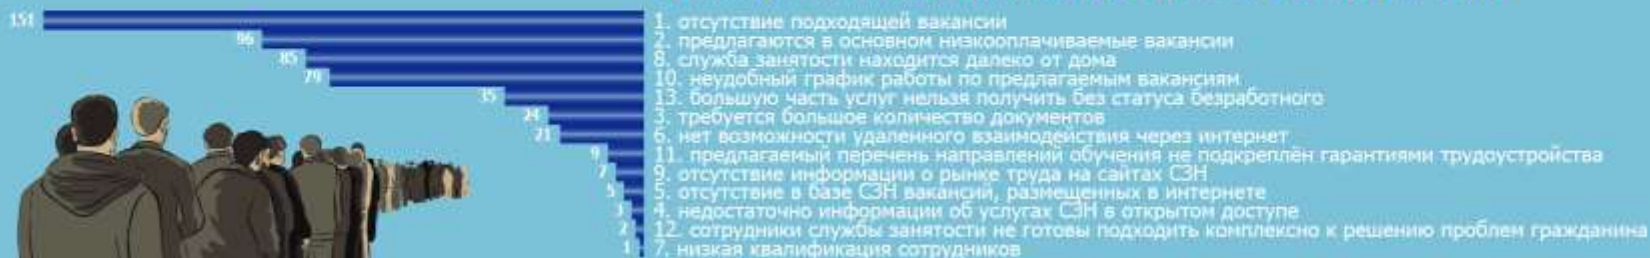 151 1. отсутствие подходящей вакансии
96 2. предлагаются в основном низкооплачиваемые вакансии
85 8. служба занятости находится далеко от дома
79 10. неудобный график работы по предлагаемым вакансиям
35 13. большую часть услуг нельзя получить без статуса безработного
24 3. требуется большое количество документов
21 6. нет возможности удаленного взаимодействия через интернет
9 11. предлагаемый перечень направлений обучения не подкреплён гарантиями трудоустройства
7 9. отсутствие информации о рынке труда на сайтах СЗН
5 5. отсутствие в базе СЗН вакансий, размещенных в интернете
3 4. недостаточно информации об услугах СЗН в открытом доступе
2 12. сотрудники службы занятости не готовы подходить комплексно к решению проблем гражданина
1 7. низкая квалификация сотрудников